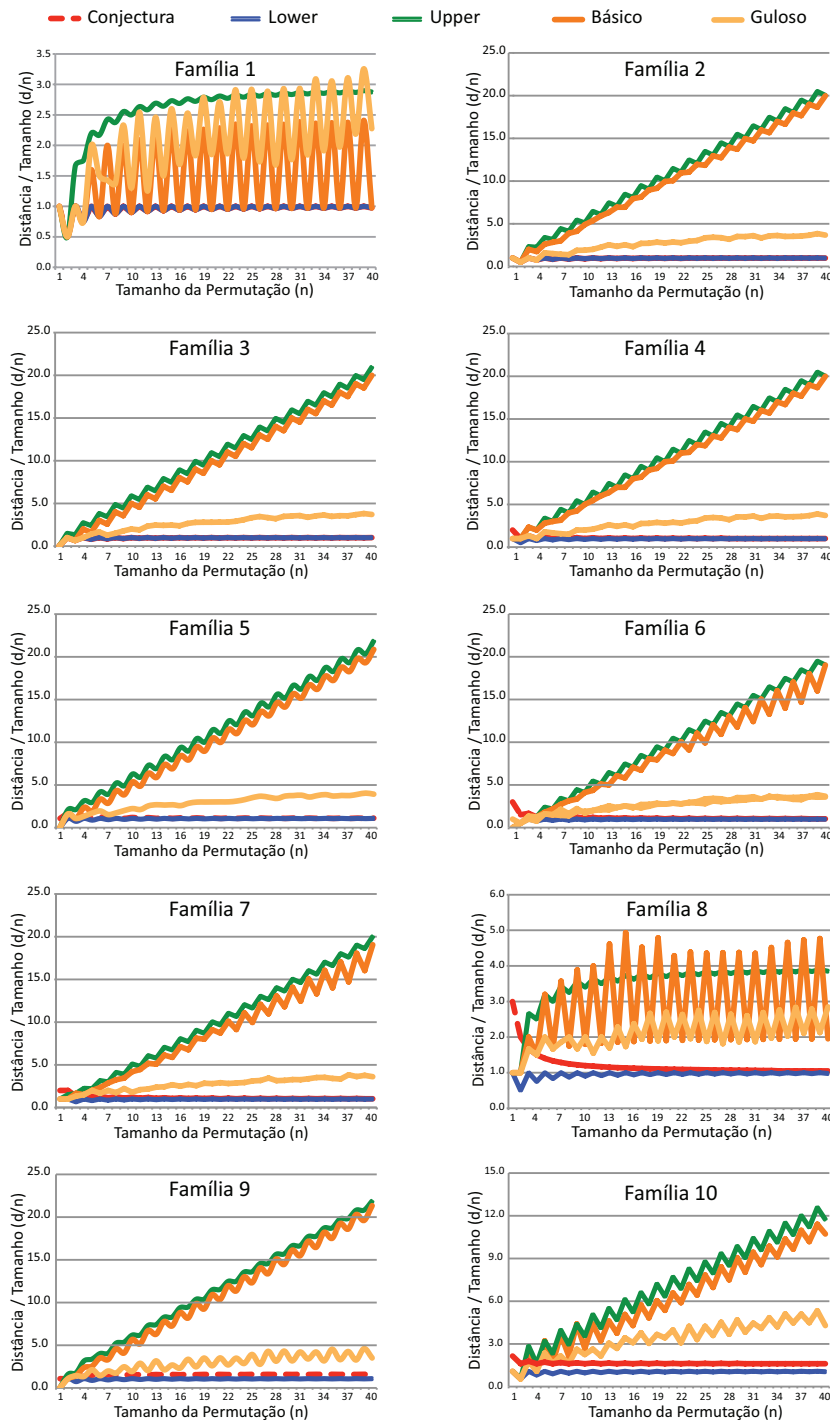 Conjectura Lower Upper Básico Guloso
Família 1
Distância / Tamanho (d/n)
3.5
3.0
2.5
2.0
1.5
1.0
0.5
0.0
1 4 7 10 13 16 19 22 25 28 31 34 37 40
Tamanho da Permutação (n)
Família 2
Distância / Tamanho (d/n)
25.0
20.0
15.0
10.0
5.0
0.0
1 4 7 10 13 16 19 22 25 28 31 34 37 40
Tamanho da Permutação (n)
Família 3
Distância / Tamanho (d/n)
25.0
20.0
15.0
10.0
5.0
0.0
1 4 7 10 13 16 19 22 25 28 31 34 37 40
Tamanho da Permutação (n)
Família 4
Distância / Tamanho (d/n)
25.0
20.0
15.0
10.0
5.0
0.0
1 4 7 10 13 16 19 22 25 28 31 34 37 40
Tamanho da Permutação (n)
Família 5
Distância / Tamanho (d/n)
25.0
20.0
15.0
10.0
5.0
0.0
1 4 7 10 13 16 19 22 25 28 31 34 37 40
Tamanho da Permutação (n)
Família 6
Distância / Tamanho (d/n)
25.0
20.0
15.0
10.0
5.0
0.0
1 4 7 10 13 16 19 22 25 28 31 34 37 40
Tamanho da Permutação (n)
Família 7
Distância / Tamanho (d/n)
25.0
20.0
15.0
10.0
5.0
0.0
1 4 7 10 13 16 19 22 25 28 31 34 37 40
Tamanho da Permutação (n)
Família 8
Distância / Tamanho (d/n)
6.0
5.0
4.0
3.0
2.0
1.0
0.0
1 4 7 10 13 16 19 22 25 28 31 34 37 40
Tamanho da Permutação (n)
Família 9
Distância / Tamanho (d/n)
25.0
20.0
15.0
10.0
5.0
0.0
1 4 7 10 13 16 19 22 25 28 31 34 37 40
Tamanho da Permutação (n)
Família 10
Distância / Tamanho (d/n)
15.0
12.0
9.0
6.0
3.0
0.0
1 4 7 10 13 16 19 22 25 28 31 34 37 40
Tamanho da Permutação (n)